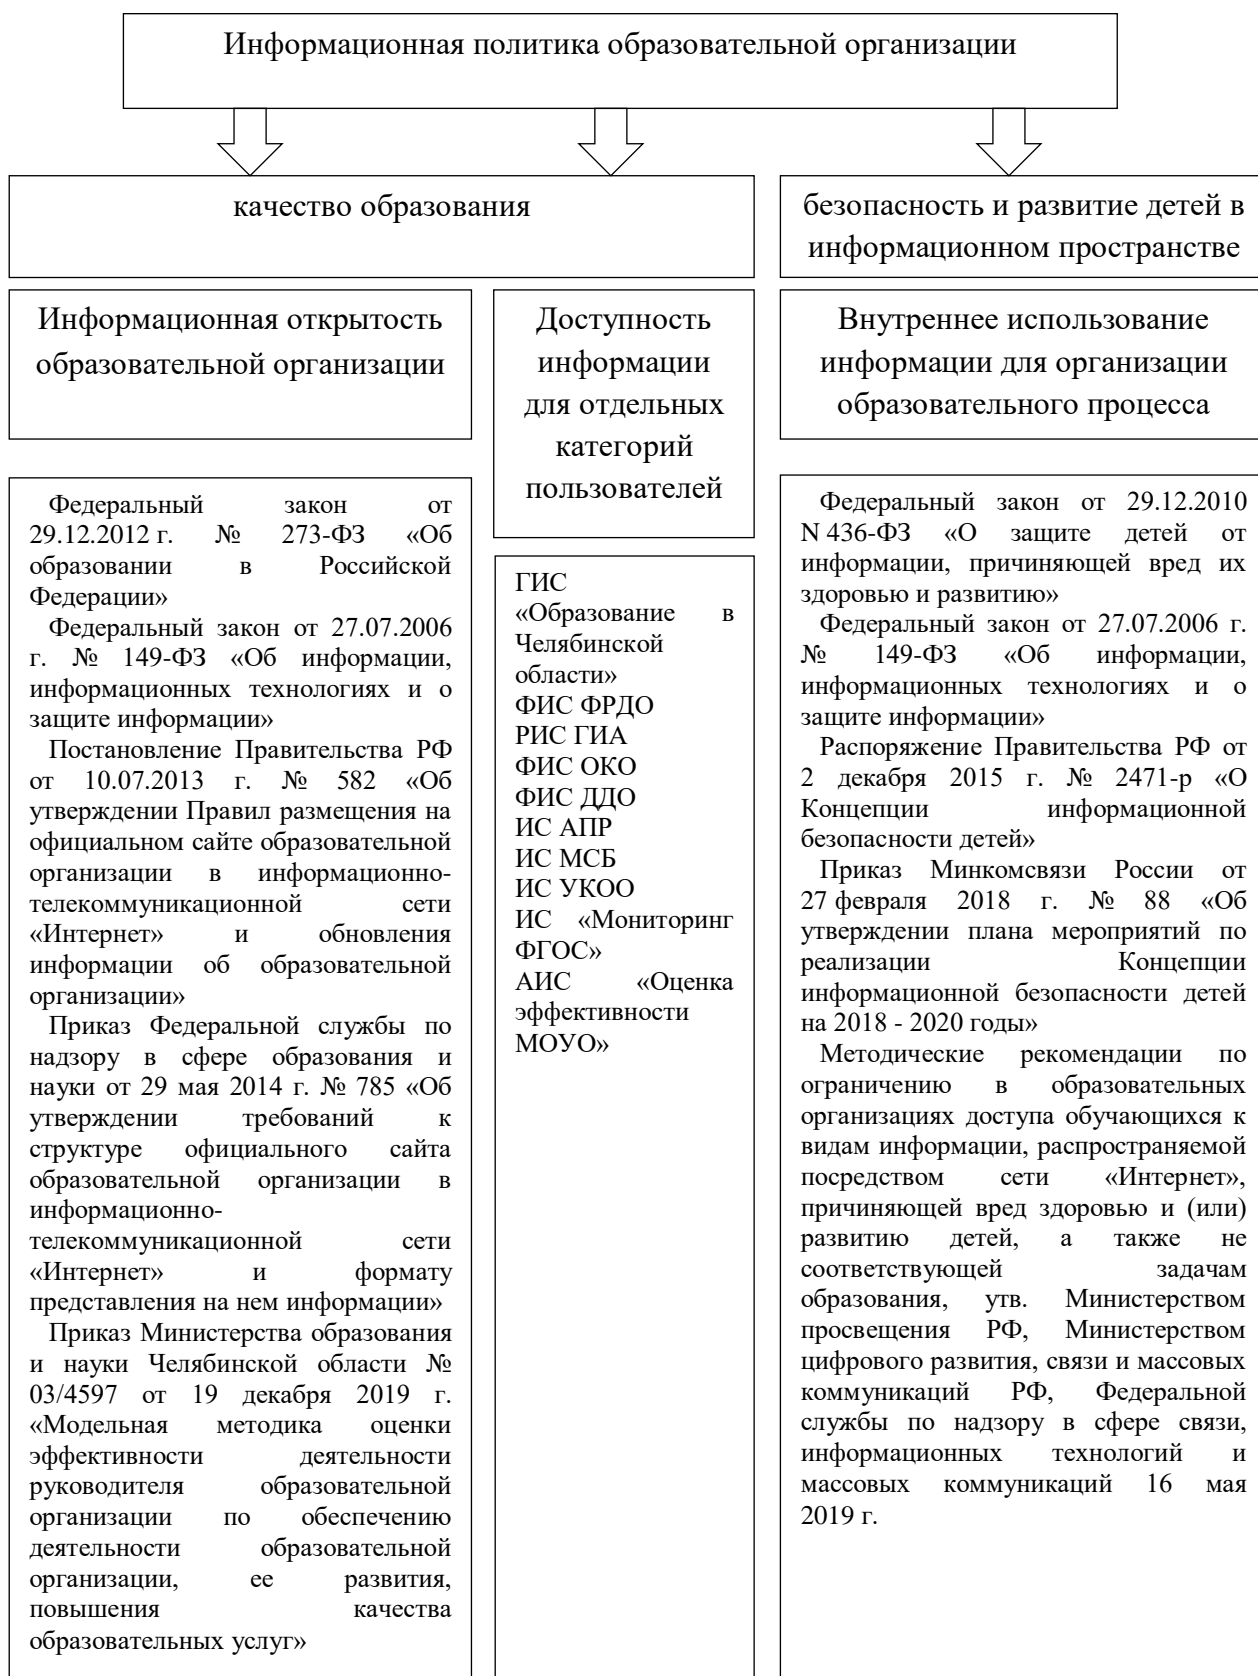 Информационная политика образовательной организации
качество образования
безопасность и развитие детей в
информационном пространстве
Информационная открытость
образовательной организации
Доступность
информации
для отдельных
категорий
пользователей
Внутреннее использование
информации для организации
образовательного процесса
Федеральный закон от
29.12.2012 г. № 273-ФЗ «Об
образовании в Российской
Федерации»
Федеральный закон от 27.07.2006
г. № 149-ФЗ «Об информации,
информационных технологиях и о
защите информации»
Постановление Правительства РФ
от 10.07.2013 г. № 582 «Об
утверждении Правил размещения на
официальном сайте образовательной
организации в информационно-
телекоммуникационной сети
«Интернет» и обновления
информации об образовательной
организации»
Приказ Федеральной службы по
надзору в сфере образования и
науки от 29 мая 2014 г. № 785 «Об
утверждении требований к
структуре официального сайта
образовательной организации в
информационно-
телекоммуникационной сети
«Интернет» и формату
представления на нем информации»
Приказ Министерства образования
и науки Челябинской области №
03/4597 от 19 декабря 2019 г.
«Модельная методика оценки
эффективности деятельности
руководителя образовательной
организации по обеспечению
деятельности образовательной
организации, ее развития,
повышения качества
образовательных услуг»
ГИС
«Образование в
Челябинской
области»
ФИС ФРДО
РИС ГИА
ФИС ОКО
ФИС ДДО
ИС АПР
ИС МСБ
ИС УКОО
ИС «Мониторинг
ФГОС»
АИС «Оценка
эффективности
МОУО»
Федеральный закон от 29.12.2010
N 436-ФЗ «О защите детей от
информации, причиняющей вред их
здоровью и развитию»
Федеральный закон от 27.07.2006 г.
№ 149-ФЗ «Об информации,
информационных технологиях и о
защите информации»
Распоряжение Правительства РФ от
2 декабря 2015 г. № 2471-р «О
Концепции информационной
безопасности детей»
Приказ Минкомсвязи России от
27 февраля 2018 г. № 88 «Об
утверждении плана мероприятий по
реализации Концепции
информационной безопасности детей
на 2018 - 2020 годы»
Методические рекомендации по
ограничению в образовательных
организациях доступа обучающихся к
видам информации, распространяемой
посредством сети «Интернет»,
причиняющей вред здоровью и (или)
развитию детей, а также не
соответствующей задачам
образования, утв. Министерством
просвещения РФ, Министерством
цифрового развития, связи и массовых
коммуникаций РФ, Федеральной
службы по надзору в сфере связи,
информационных технологий и
массовых коммуникаций 16 мая
2019 г.